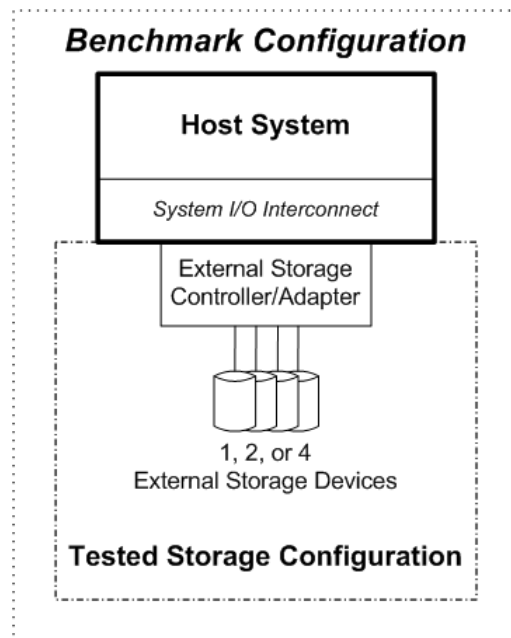 Benchmark Configuration
Host System
System I/O Interconnect
External Storage
Controller/Adapter
1, 2, or 4
External Storage Devices
Tested Storage Configuration